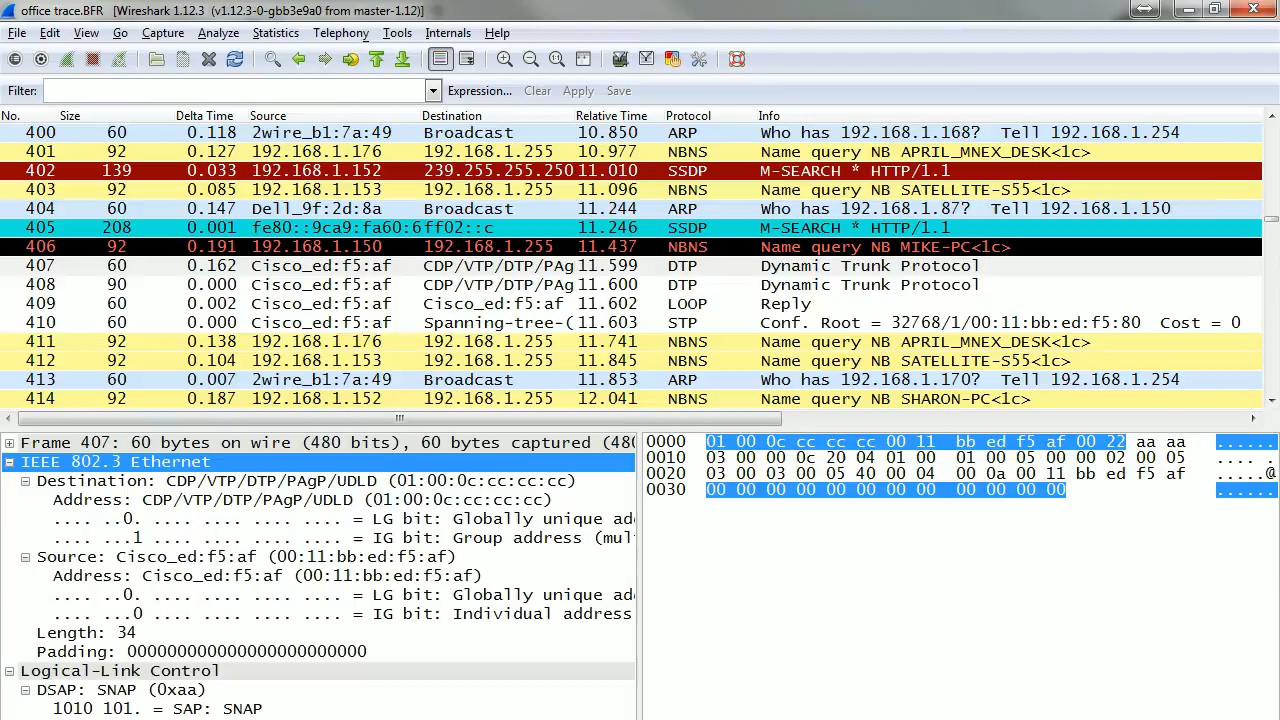 office trace.BFR   [Wireshark 1.12.3  (v1.12.3-0-gbb3e9a0 from master-1.12)]
File Edit View Go Capture Analyze Statistics Telephony Tools Internals Help
Filter: Expression... Clear Apply Save
No. Size Delta Time Source Destination Relative Time Protocol Info
400 60 0.118 2wire_b1:7a:49 Broadcast 10.850 ARP Who has 192.168.1.168?  Tell 192.168.1.254
401 92 0.127 192.168.1.176 192.168.1.255 10.977 NBNS Name query NB APRIL_MNEX_DESK<1c>
402 139 0.033 192.168.1.152 239.255.255.250 11.010 SSDP M-SEARCH * HTTP/1.1
403 92 0.085 192.168.1.153 192.168.1.255 11.096 NBNS Name query NB SATELLITE-S55<1c>
404 60 0.147 Dell_9f:2d:8a Broadcast 11.244 ARP Who has 192.168.1.87?  Tell 192.168.1.150
405 208 0.001 fe80::9ca9:fa60:6 ff02::c 11.246 SSDP M-SEARCH * HTTP/1.1
406 92 0.191 192.168.1.150 192.168.1.255 11.437 NBNS Name query NB MIKE-PC<1c>
407 60 0.162 Cisco_ed:f5:af CDP/VTP/DTP/PAg 11.599 DTP Dynamic Trunk Protocol
408 90 0.000 Cisco_ed:f5:af CDP/VTP/DTP/PAg 11.600 DTP Dynamic Trunk Protocol
409 60 0.002 Cisco_ed:f5:af Cisco_ed:f5:af 11.602 LOOP Reply
410 60 0.000 Cisco_ed:f5:af Spanning-tree-( 11.603 STP Conf. Root = 32768/1/00:11:bb:ed:f5:80  Cost = 0
411 92 0.138 192.168.1.176 192.168.1.255 11.741 NBNS Name query NB APRIL_MNEX_DESK<1c>
412 92 0.104 192.168.1.153 192.168.1.255 11.845 NBNS Name query NB SATELLITE-S55<1c>
413 60 0.007 2wire_b1:7a:49 Broadcast 11.853 ARP Who has 192.168.1.170?  Tell 192.168.1.254
414 92 0.187 192.168.1.152 192.168.1.255 12.041 NBNS Name query NB SHARON-PC<1c>
Frame 407: 60 bytes on wire (480 bits), 60 bytes captured (480
IEEE 802.3 Ethernet
Destination: CDP/VTP/DTP/PAgP/UDLD (01:00:0c:cc:cc:cc)
Address: CDP/VTP/DTP/PAgP/UDLD (01:00:0c:cc:cc:cc)
.... ..0. .... .... .... .... = LG bit: Globally unique ad
.... ...1 .... .... .... .... = IG bit: Group address (mul
Source: Cisco_ed:f5:af (00:11:bb:ed:f5:af)
Address: Cisco_ed:f5:af (00:11:bb:ed:f5:af)
.... ..0. .... .... .... .... = LG bit: Globally unique ad
.... ...0 .... .... .... .... = IG bit: Individual address
Length: 34
Padding: 000000000000000000000000
Logical-Link Control
DSAP: SNAP (0xaa)
1010 101. = SAP: SNAP
0000 01 00 0c cc cc cc 00 11 bb ed f5 af 00 22 aa aa ......
0010 03 00 00 0c 20 04 01 00 01 00 05 00 00 02 00 05 .... .
0020 03 00 03 00 05 40 00 04 00 0a 00 11 bb ed f5 af .....@
0030 00 00 00 00 00 00 00 00 00 00 00 00 ......